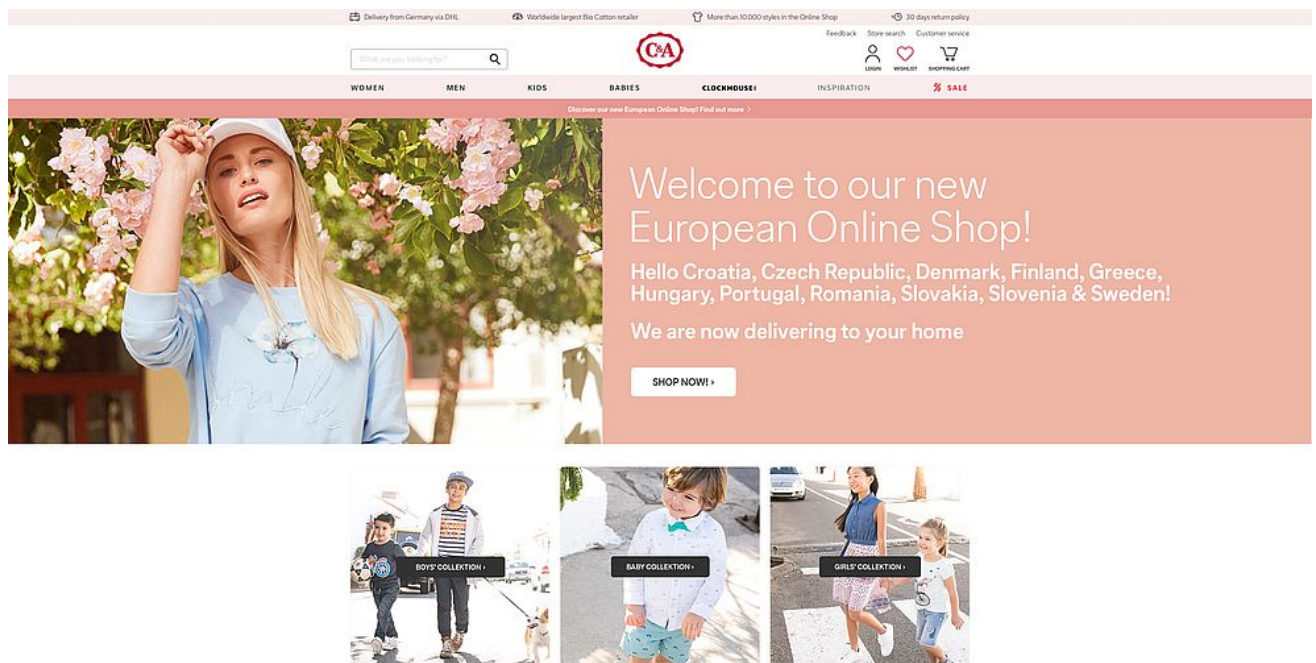 Delivery from Germany via DHL
Worldwide largest Bio Cotton retailer
More than 10.000 styles in the Online Shop
30 days return policy
Feedback Store search Customer service
What are you looking for?
C&A
LOGIN WISHLIST SHOPPING CART
WOMEN MEN KIDS BABIES CLOCKHOUSE INSPIRATION % SALE
Discover our new European Online Shop! Find out more >
Welcome to our new
European Online Shop!
Hello Croatia, Czech Republic, Denmark, Finland, Greece,
Hungary, Portugal, Romania, Slovakia, Slovenia & Sweden!
We are now delivering to your home
SHOP NOW! ›
BOYS' COLLEKTION ›
BABY COLLEKTION ›
GIRLS' COLLEKTION ›